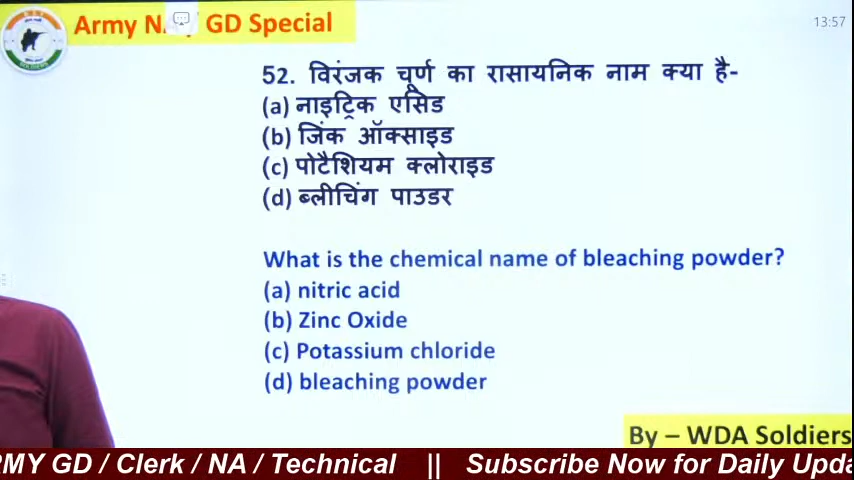 Army GD Special
13:57
52. विरंजक चूर्ण का रासायनिक नाम क्या है-
(a) नाइट्रिक एसिड
(b) जिंक ऑक्साइड
(c) पोटैशियम क्लोराइड
(d) ब्लीचिंग पाउडर
What is the chemical name of bleaching powder?
(a) nitric acid
(b) Zinc Oxide
(c) Potassium chloride
(d) bleaching powder
By – WDA Soldiers
RMY GD / Clerk / NA / Technical || Subscribe Now for Daily Upda